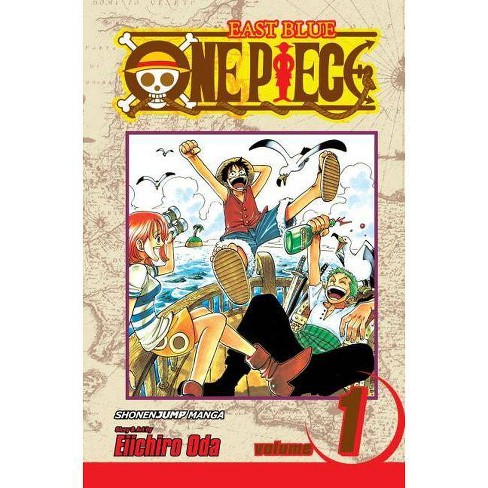 EAST BLUE
ONE PIECE
SHONEN JUMP MANGA
Story & Art by
Eiichiro Oda
volume 1